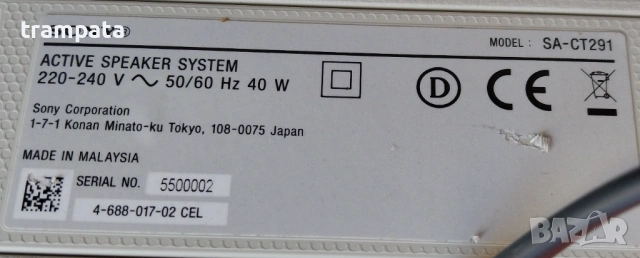 trampata
MODEL: SA-CT291
ACTIVE SPEAKER SYSTEM
220-240 V ~ 50/60 Hz 40 W
D
CE
Sony Corporation
1-7-1 Konan Minato-ku Tokyo, 108-0075 Japan
MADE IN MALAYSIA
SERIAL NO. 5500002
4-688-017-02 CEL
BAZAR